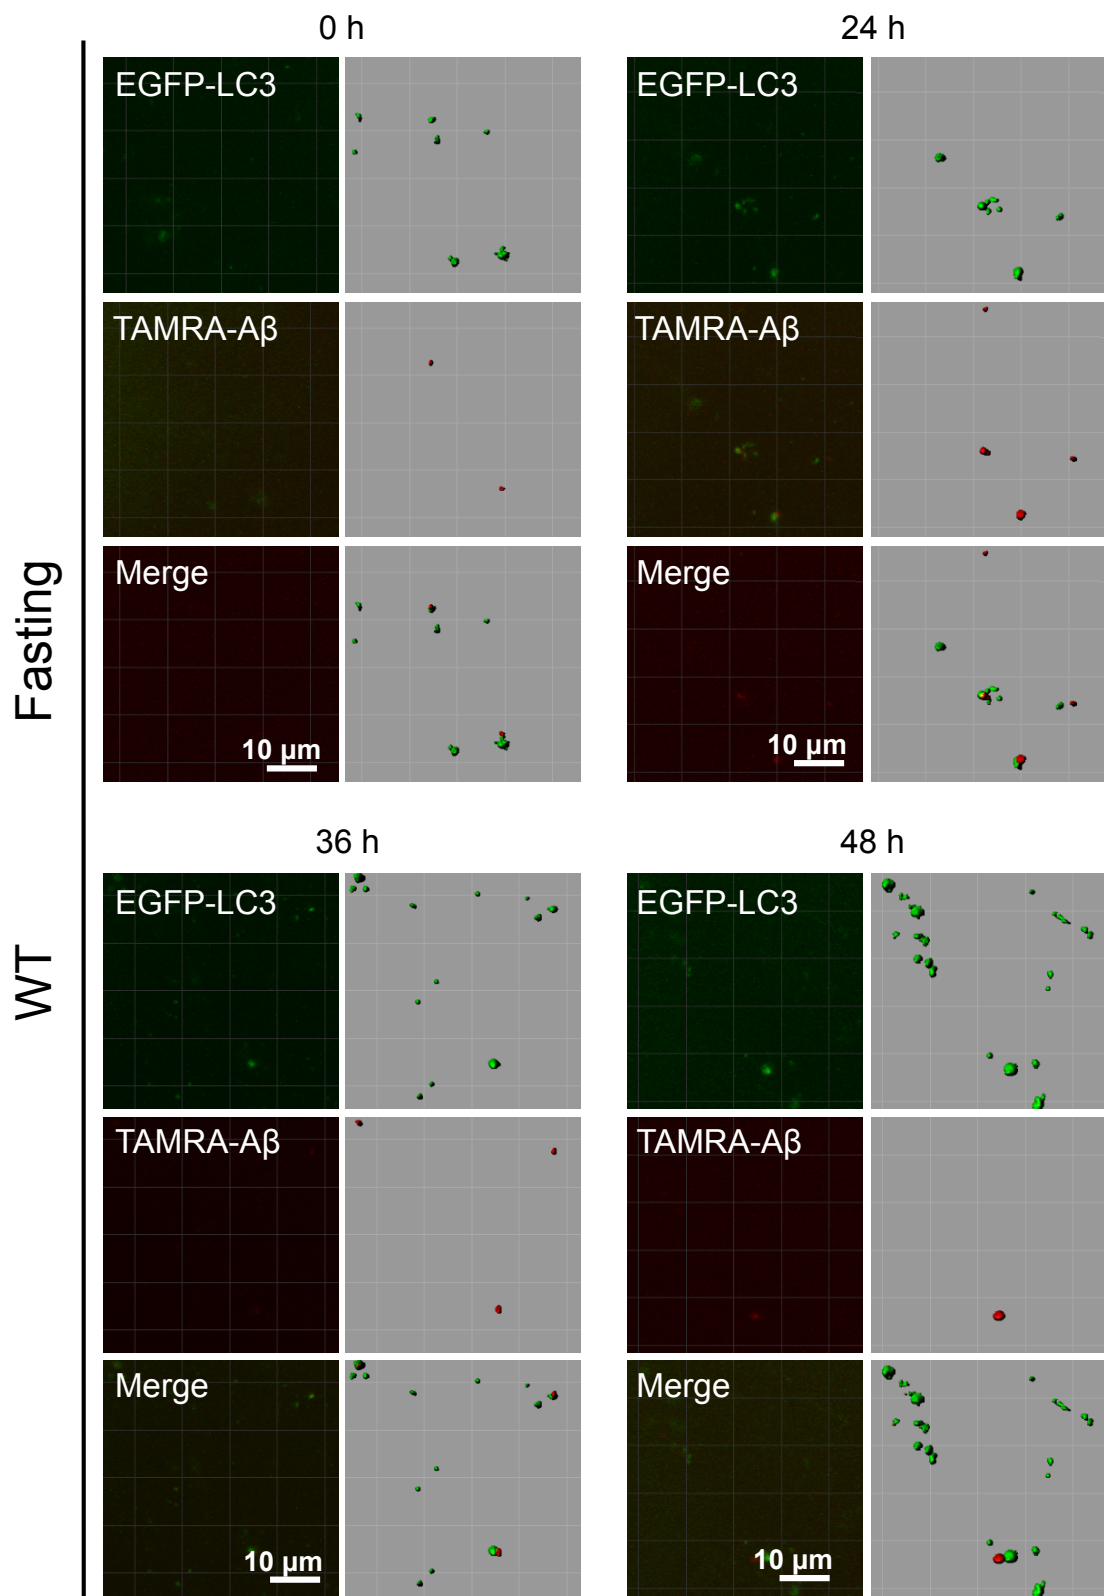 0 h
24 h
EGFP-LC3
EGFP-LC3
TAMRA-Aβ
TAMRA-Aβ
Merge
10 µm
Merge
10 µm
Fasting
WT
36 h
48 h
EGFP-LC3
EGFP-LC3
TAMRA-Aβ
TAMRA-Aβ
Merge
10 µm
Merge
10 µm